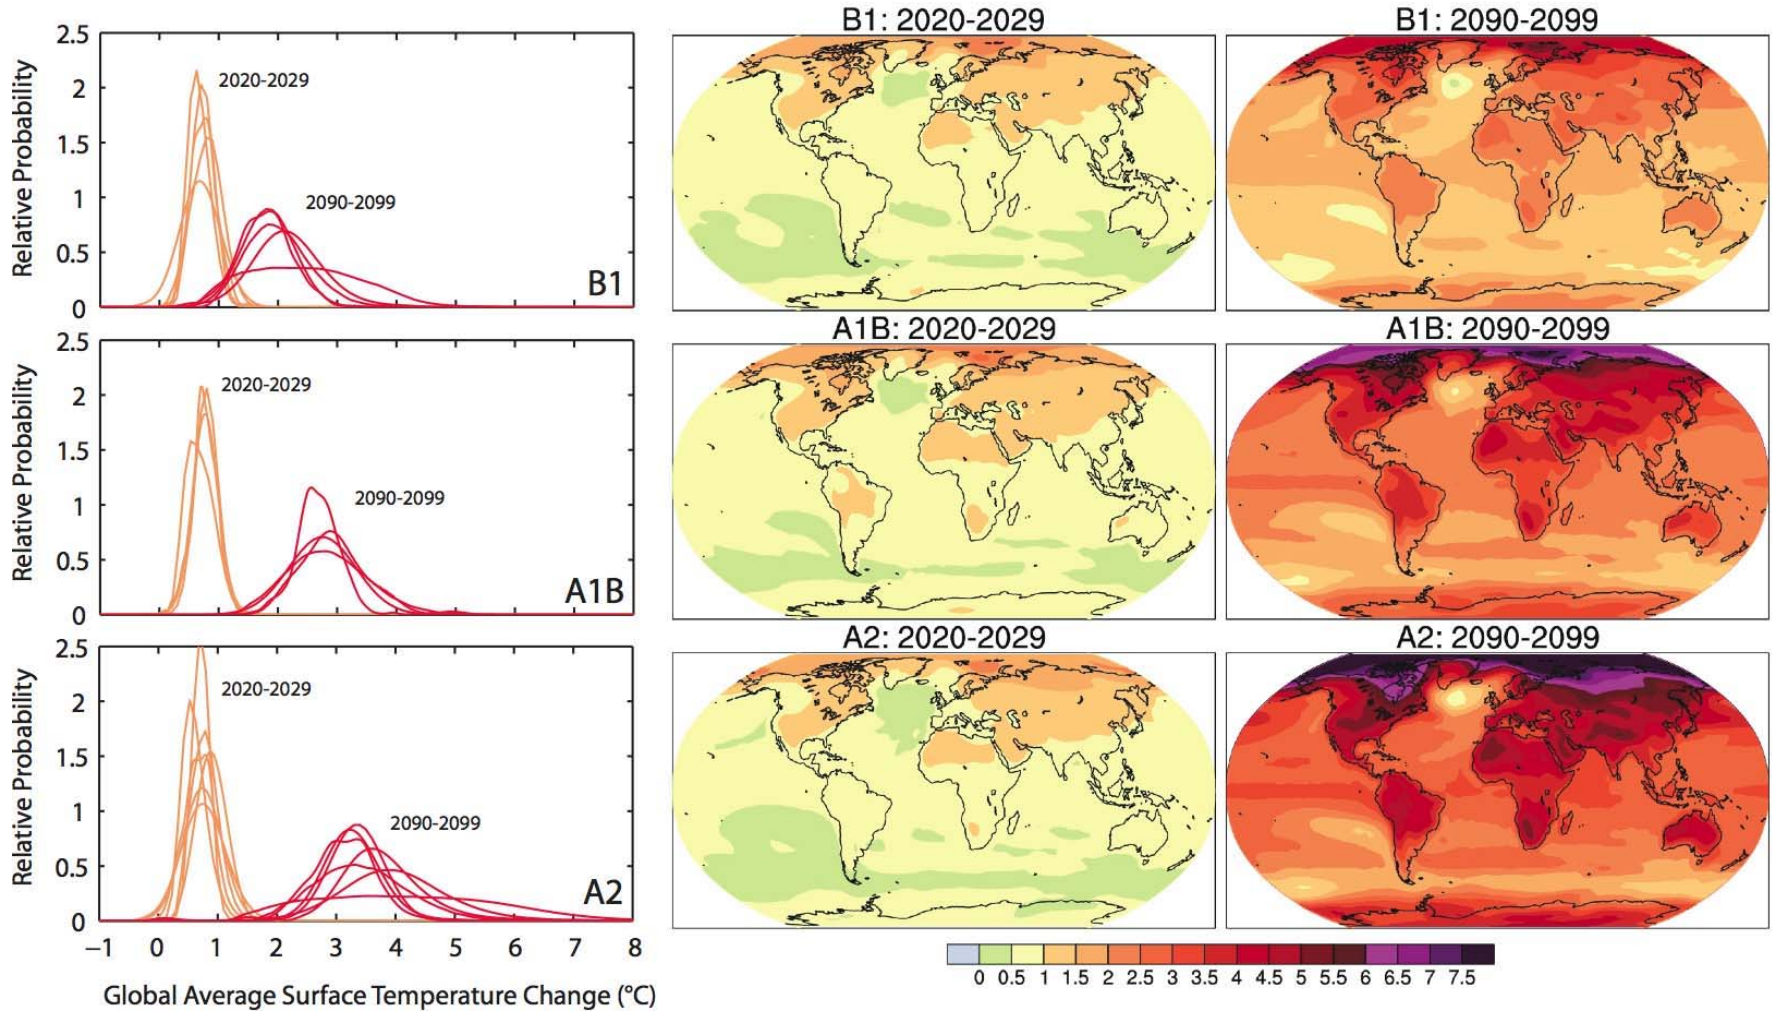 B1: 2020-2029
B1: 2090-2099
2.5
2
1.5
1
0.5
0
Relative Probability
2020-2029
2090-2099
B1
A1B: 2020-2029
A1B: 2090-2099
2.5
2
1.5
1
0.5
0
Relative Probability
2020-2029
2090-2099
A1B
A2: 2020-2029
A2: 2090-2099
2.5
2
1.5
1
0.5
0
Relative Probability
2020-2029
2090-2099
A2
−1 0 1 2 3 4 5 6 7 8
Global Average Surface Temperature Change (°C)
0 0.5 1 1.5 2 2.5 3 3.5 4 4.5 5 5.5 6 6.5 7 7.5